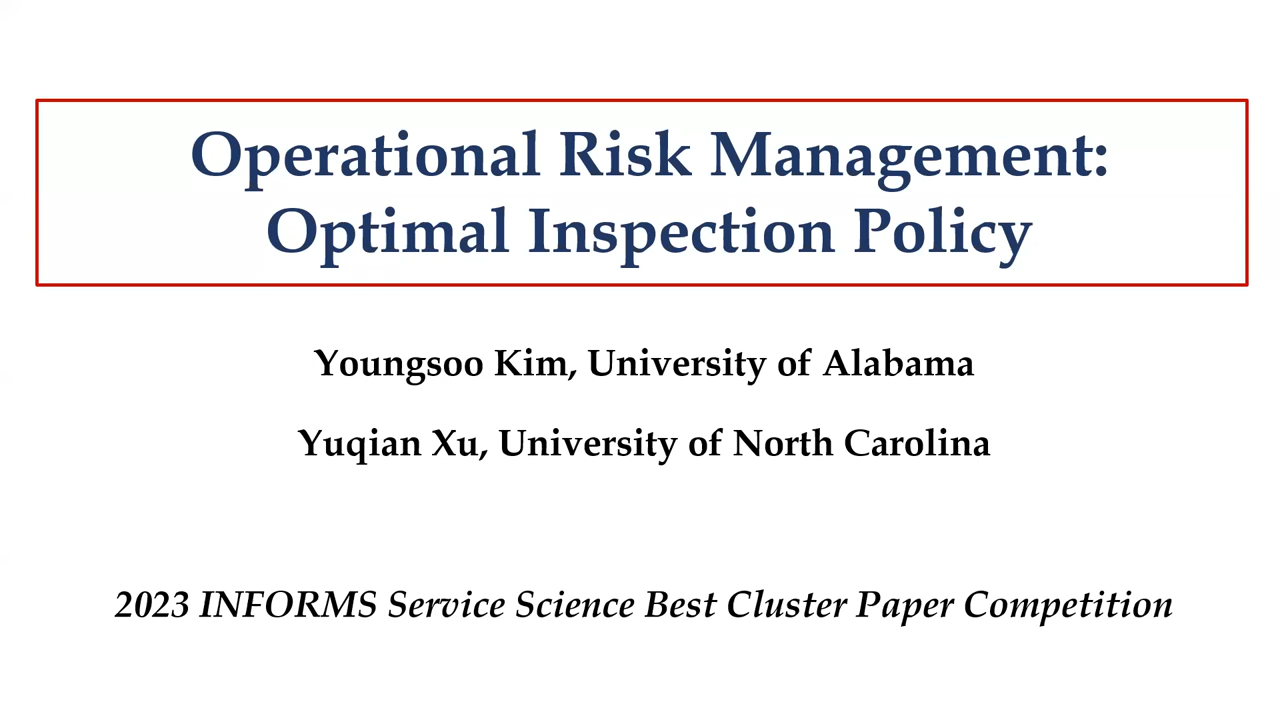 Operational Risk Management:
Optimal Inspection Policy
Youngsoo Kim, University of Alabama
Yuqian Xu, University of North Carolina
2023 INFORMS Service Science Best Cluster Paper Competition